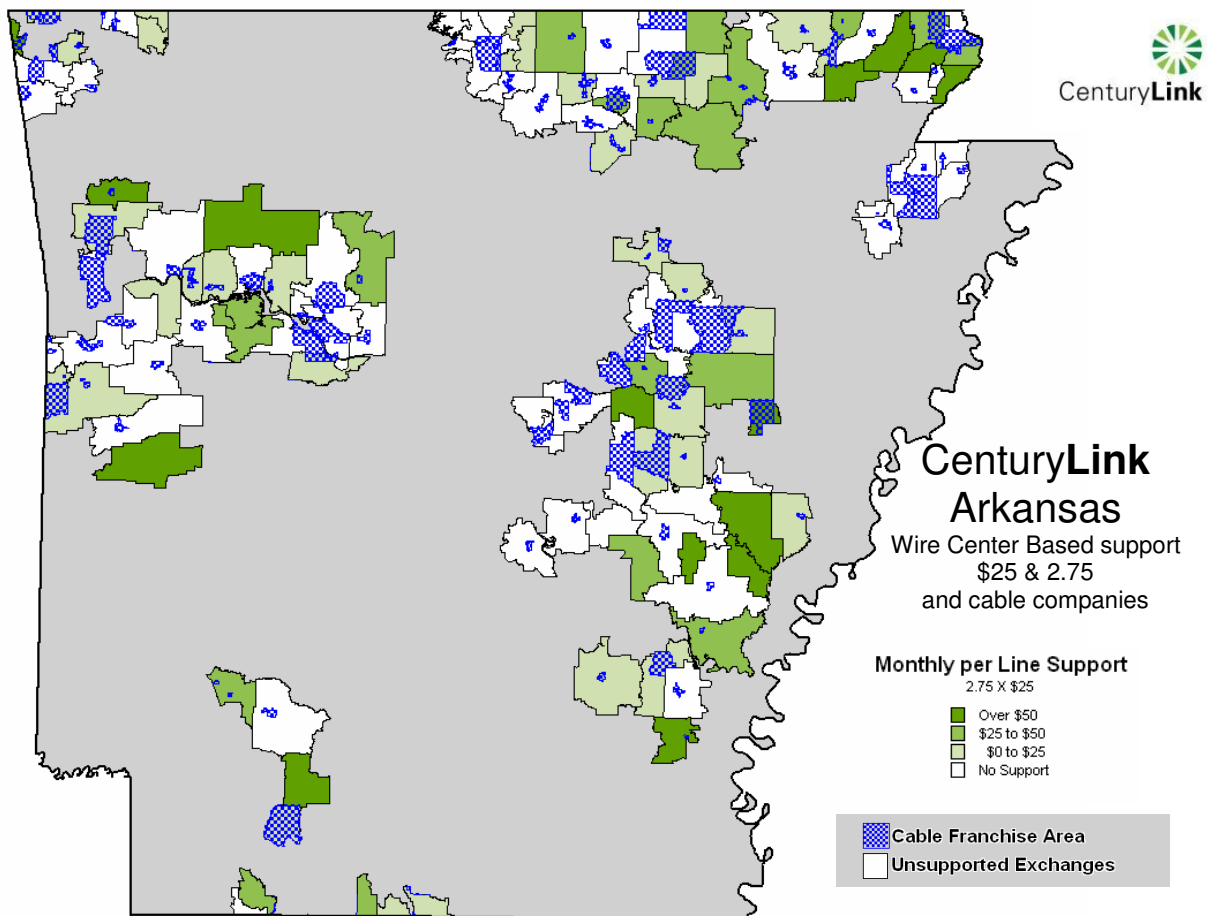 CenturyLink
CenturyLink
Arkansas
Wire Center Based support
$25 & 2.75
and cable companies
Monthly per Line Support
2.75 X $25
Over $50
$25 to $50
$0 to $25
No Support
Cable Franchise Area
Unsupported Exchanges